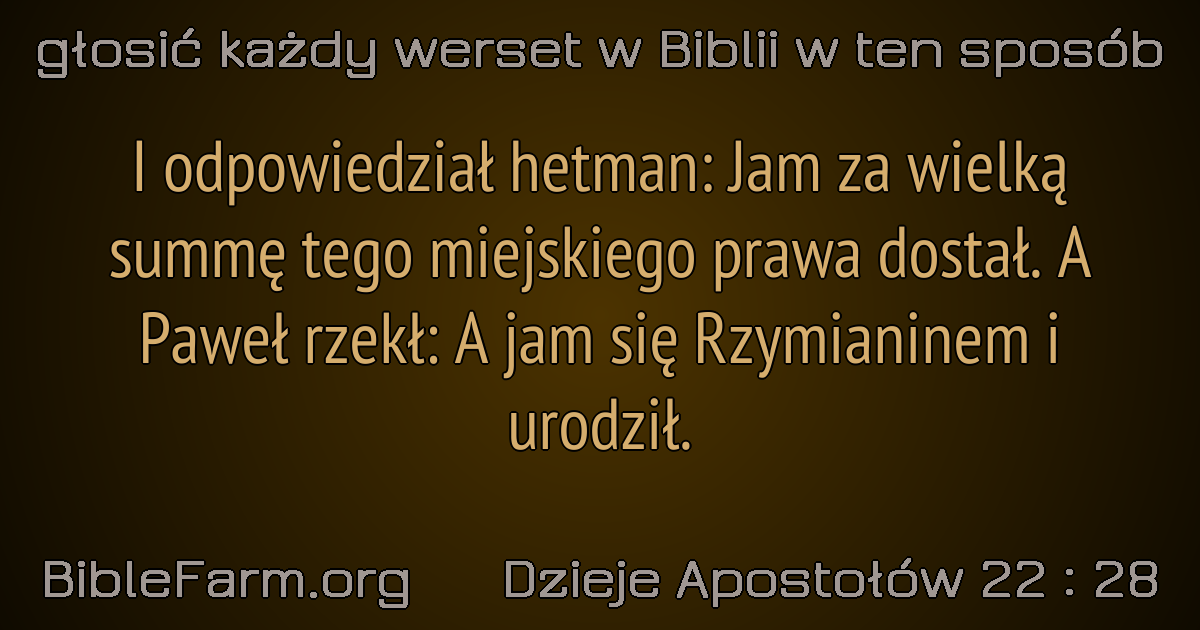 głosić każdy werset w Biblii w ten sposób
I odpowiedział hetman: Jam za wielką
summę tego miejskiego prawa dostał. A
Paweł rzekł: A jam się Rzymianinem i
urodził.
BibleFarm.org Dzieje Apostołów 22 : 28